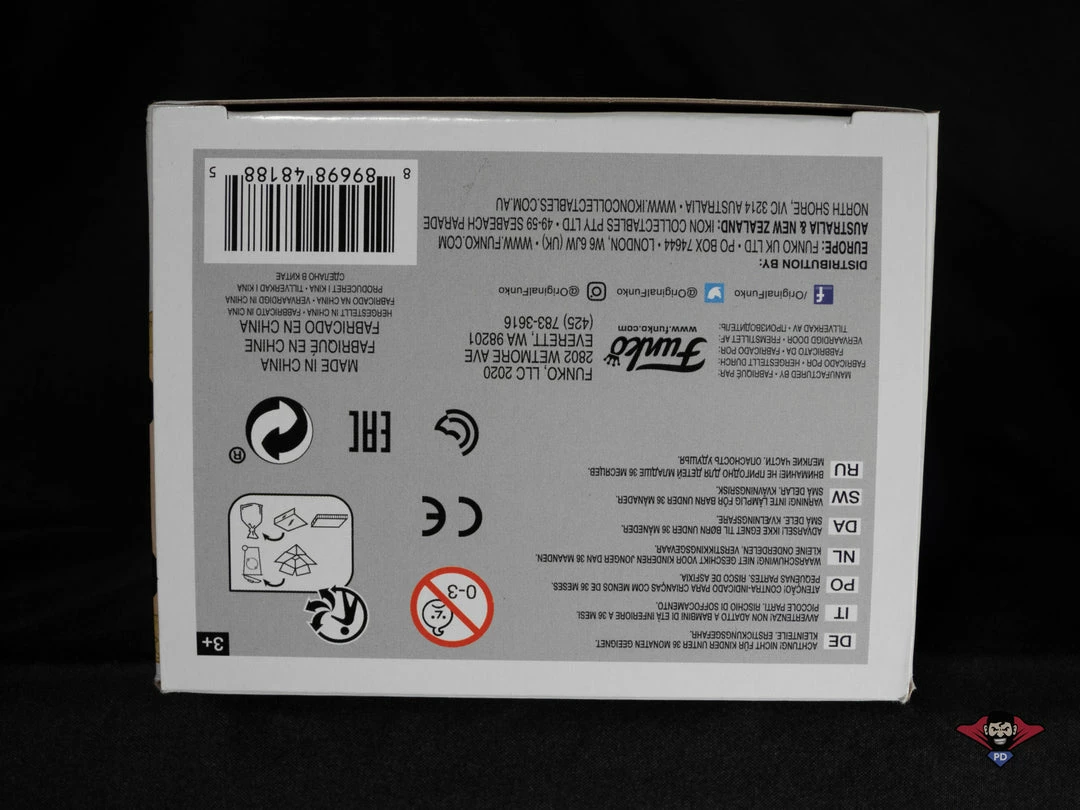 3+
0-3
DE
ACHTUNG! NICHT FÜR KINDER UNTER 36 MONATEN GEEIGNET.
KLEINTEILE. ERSTICKUNGSGEFAHR.
IT
AVVERTENZA! NON ADATTO A BAMBINI DI ETÀ INFERIORE A 36 MESI.
PICCOLE PARTI. RISCHIO DI SOFFOCAMENTO.
PO
ATENÇÃO! CONTRA-INDICADO PARA CRIANÇAS COM MENOS DE 36 MESES.
PEQUENAS PARTES. RISCO DE ASFIXIA.
NL
WAARSCHUWING! NIET GESCHIKT VOOR KINDEREN JONGER DAN 36 MAANDEN.
KLEINE ONDERDELEN. VERSTIKKINGSGEVAAR.
DA
ADVARSEL! IKKE EGNET TIL BØRN UNDER 36 MÅNEDER.
SMÅ DELE. KVÆLNINGSFARE.
SW
VARNING! INTE LÄMPLIG FÖR BARN UNDER 36 MÅNADER.
SMÅ DELAR. KVÄVNINGSRISK.
RU
ВНИМАНИЕ! НЕ ПРИГОДНО ДЛЯ ДЕТЕЙ МЛАДШЕ 36 МЕСЯЦЕВ.
МЕЛКИЕ ЧАСТИ. ОПАСНОСТЬ УДУШЬЯ.
CE
EAC
®
MANUFACTURED BY • FABRIQUÉ PAR:
FABRICADO POR • HERGESTELLT DURCH:
FABBRICATO DA • FABRICADO POR:
VERVAARDIGD DOOR • FREMSTILLET AF:
TILLVERKAD AV • ПРОИЗВОДИТЕЛЬ:
Funko
www.funko.com
FUNKO, LLC 2020
2802 WETMORE AVE
EVERETT, WA 98201
(425) 783-3616
MADE IN CHINA
FABRIQUÉ EN CHINE
FABRICADO EN CHINA
HERGESTELLT IN CHINA • FABBRICATO IN CINA
FABRICADO NA CHINA • VERVAARDIGD IN CHINA
PRODUCERET I KINA • TILLVERKAD I KINA
СДЕЛАНО В КИТАЕ
/OriginalFunko
@OriginalFunko
@OriginalFunko
DISTRIBUTION BY:
EUROPE: FUNKO UK LTD • PO BOX 74644 • LONDON, W6 6JW (UK) • WWW.FUNKO.COM
AUSTRALIA & NEW ZEALAND: IKON COLLECTABLES PTY LTD • 49-59 SEABEACH PARADE
NORTH SHORE, VIC 3214 AUSTRALIA • WWW.IKONCOLLECTABLES.COM.AU
8 89698 48188 5
PD